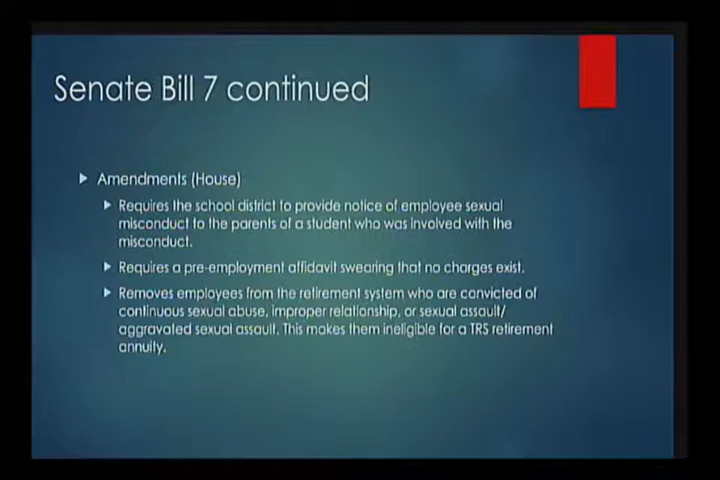 Senate Bill 7 continued
Amendments (House)
Requires the school district to provide notice of employee sexual
misconduct to the parents of a student who was involved with the
misconduct.
Requires a pre-employment affidavit swearing that no charges exist.
Removes employees from the retirement system who are convicted of
continuous sexual abuse, improper relationship, or sexual assault/
aggravated sexual assault. This makes them ineligible for a TRS retirement
annuity.